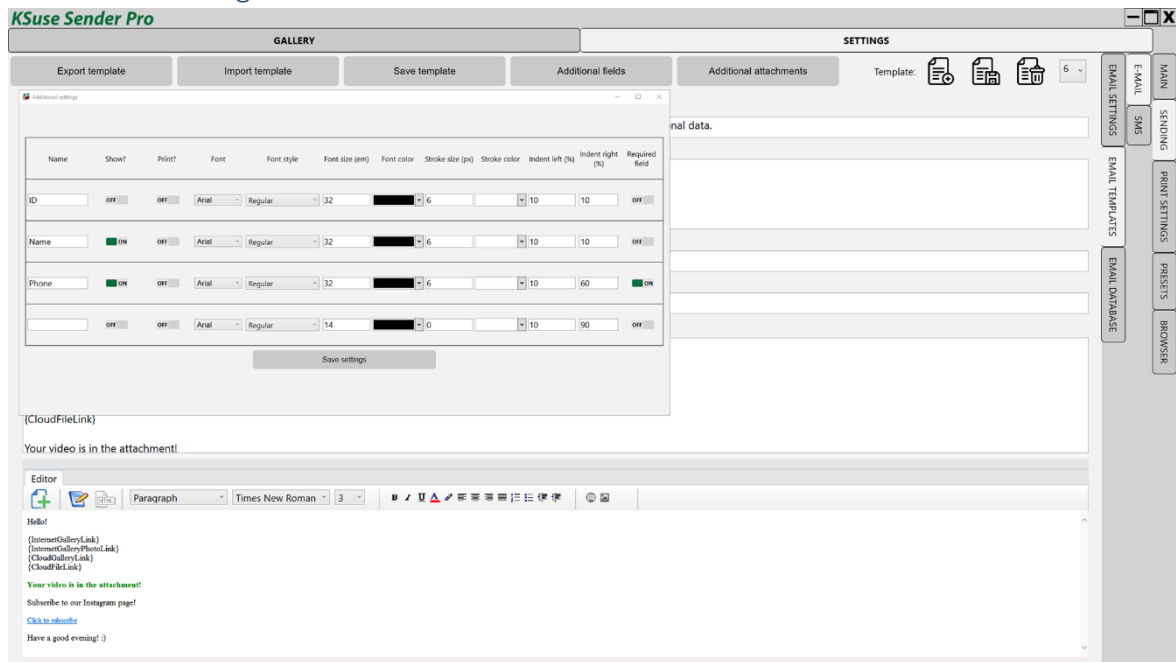 KSuse Sender Pro
GALLERY
SETTINGS
Export template
Import template
Save template
Additional fields
Additional attachments
Template:
6
Additional settings
nal data.
Name Show? Print? Font Font style Font size (em) Font color Stroke size (px) Stroke color Indent left (%) Indent right (%) Required field
ID OFF OFF Arial Regular 32 6 10 10 OFF
Name ON OFF Arial Regular 32 6 10 10 OFF
Phone ON OFF Arial Regular 32 6 10 60 ON
OFF OFF Arial Regular 14 0 10 90 OFF
Save settings
{CloudFileLink}
Your video is in the attachment!
Editor
HTML
Paragraph
Times New Roman
3
B I U A
Hello!
{InternetGalleryLink}
{InternetGalleryPhotoLink}
{CloudGalleryLink}
{CloudFileLink}
Your video is in the attachment!
Subscribe to our Instagram page!
Click to subscribe
Have a good evening! :)
EMAIL SETTINGS
EMAIL TEMPLATES
EMAIL DATABASE
E-MAIL
SMS
MAIN
SENDING
PRINT SETTINGS
PRESETS
BROWSER